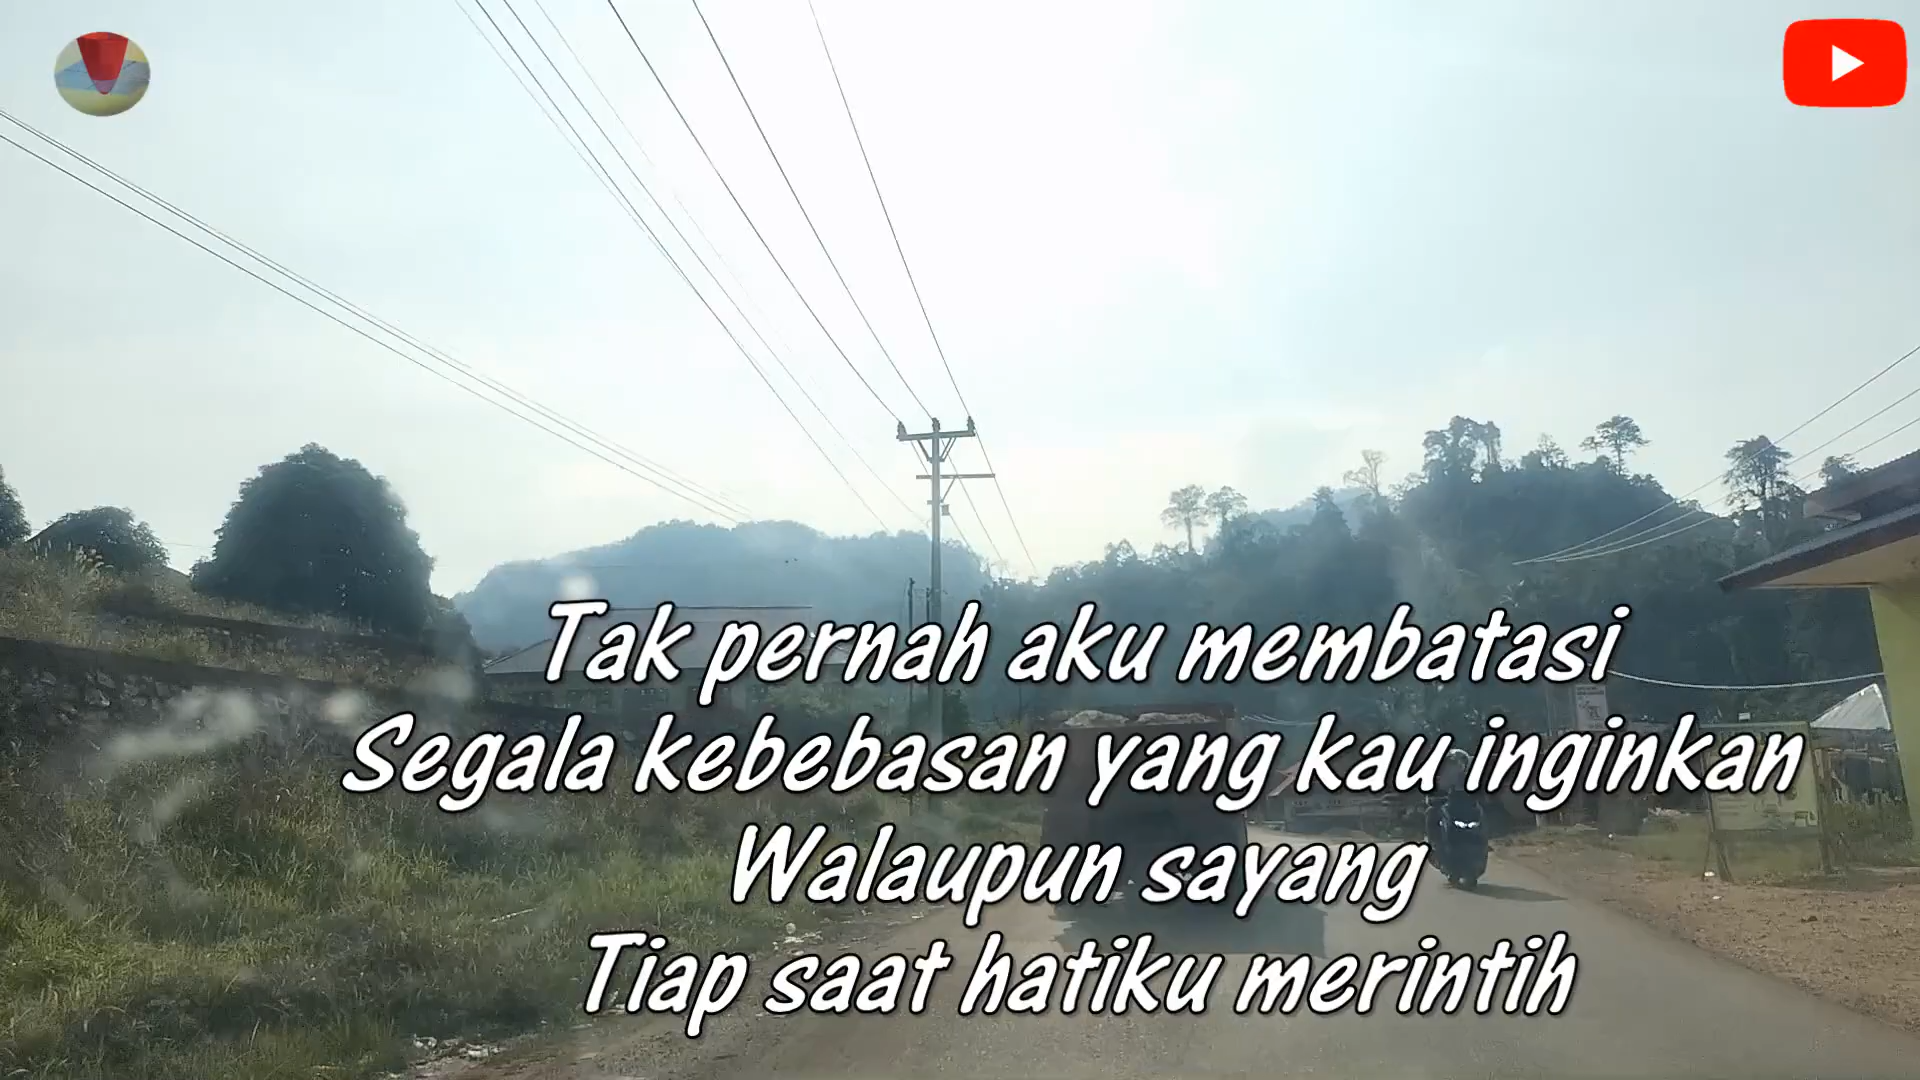 Tak pernah aku membatasi
Segala kebebasan yang kau inginkan
Walaupun sayang
Tiap saat hatiku merintih